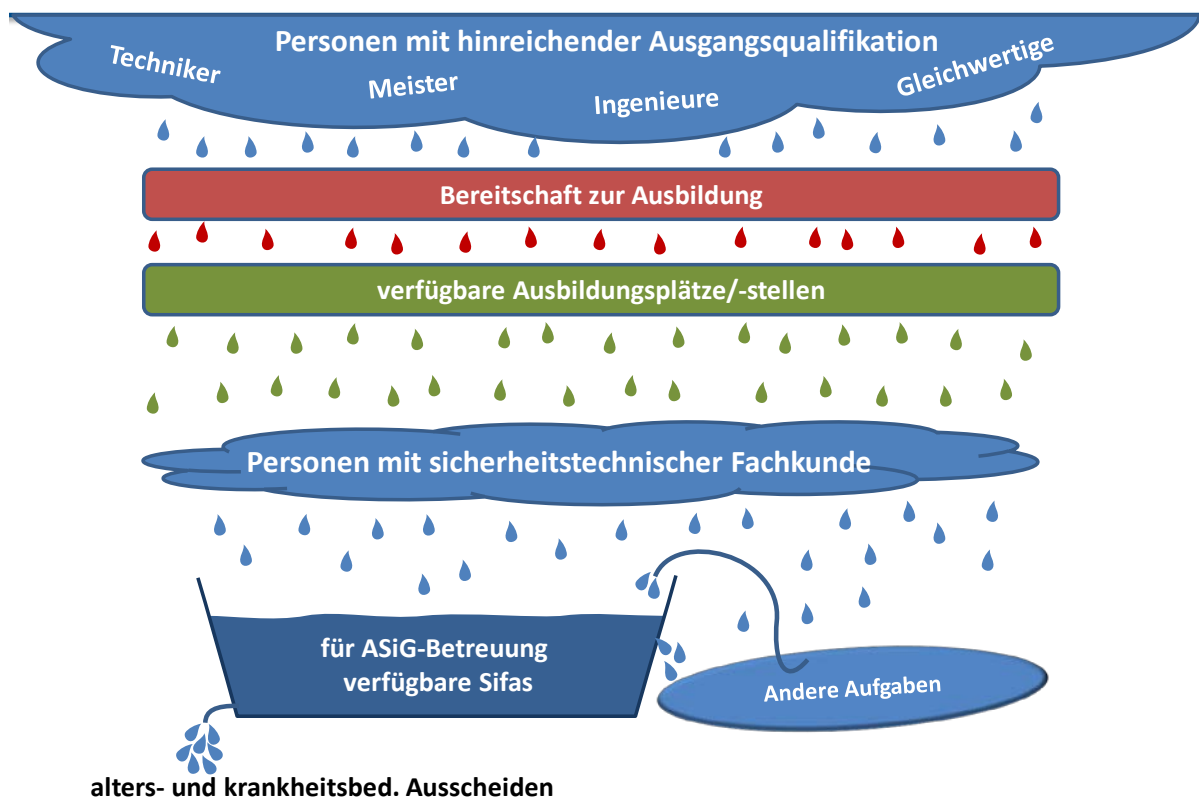 Personen mit hinreichender Ausgangsqualifikation
Techniker
Meister
Ingenieure
Gleichwertige
Bereitschaft zur Ausbildung
verfügbare Ausbildungsplätze/-stellen
Personen mit sicherheitstechnischer Fachkunde
für ASiG-Betreuung
verfügbare Sifas
Andere Aufgaben
alters- und krankheitsbed. Ausscheiden